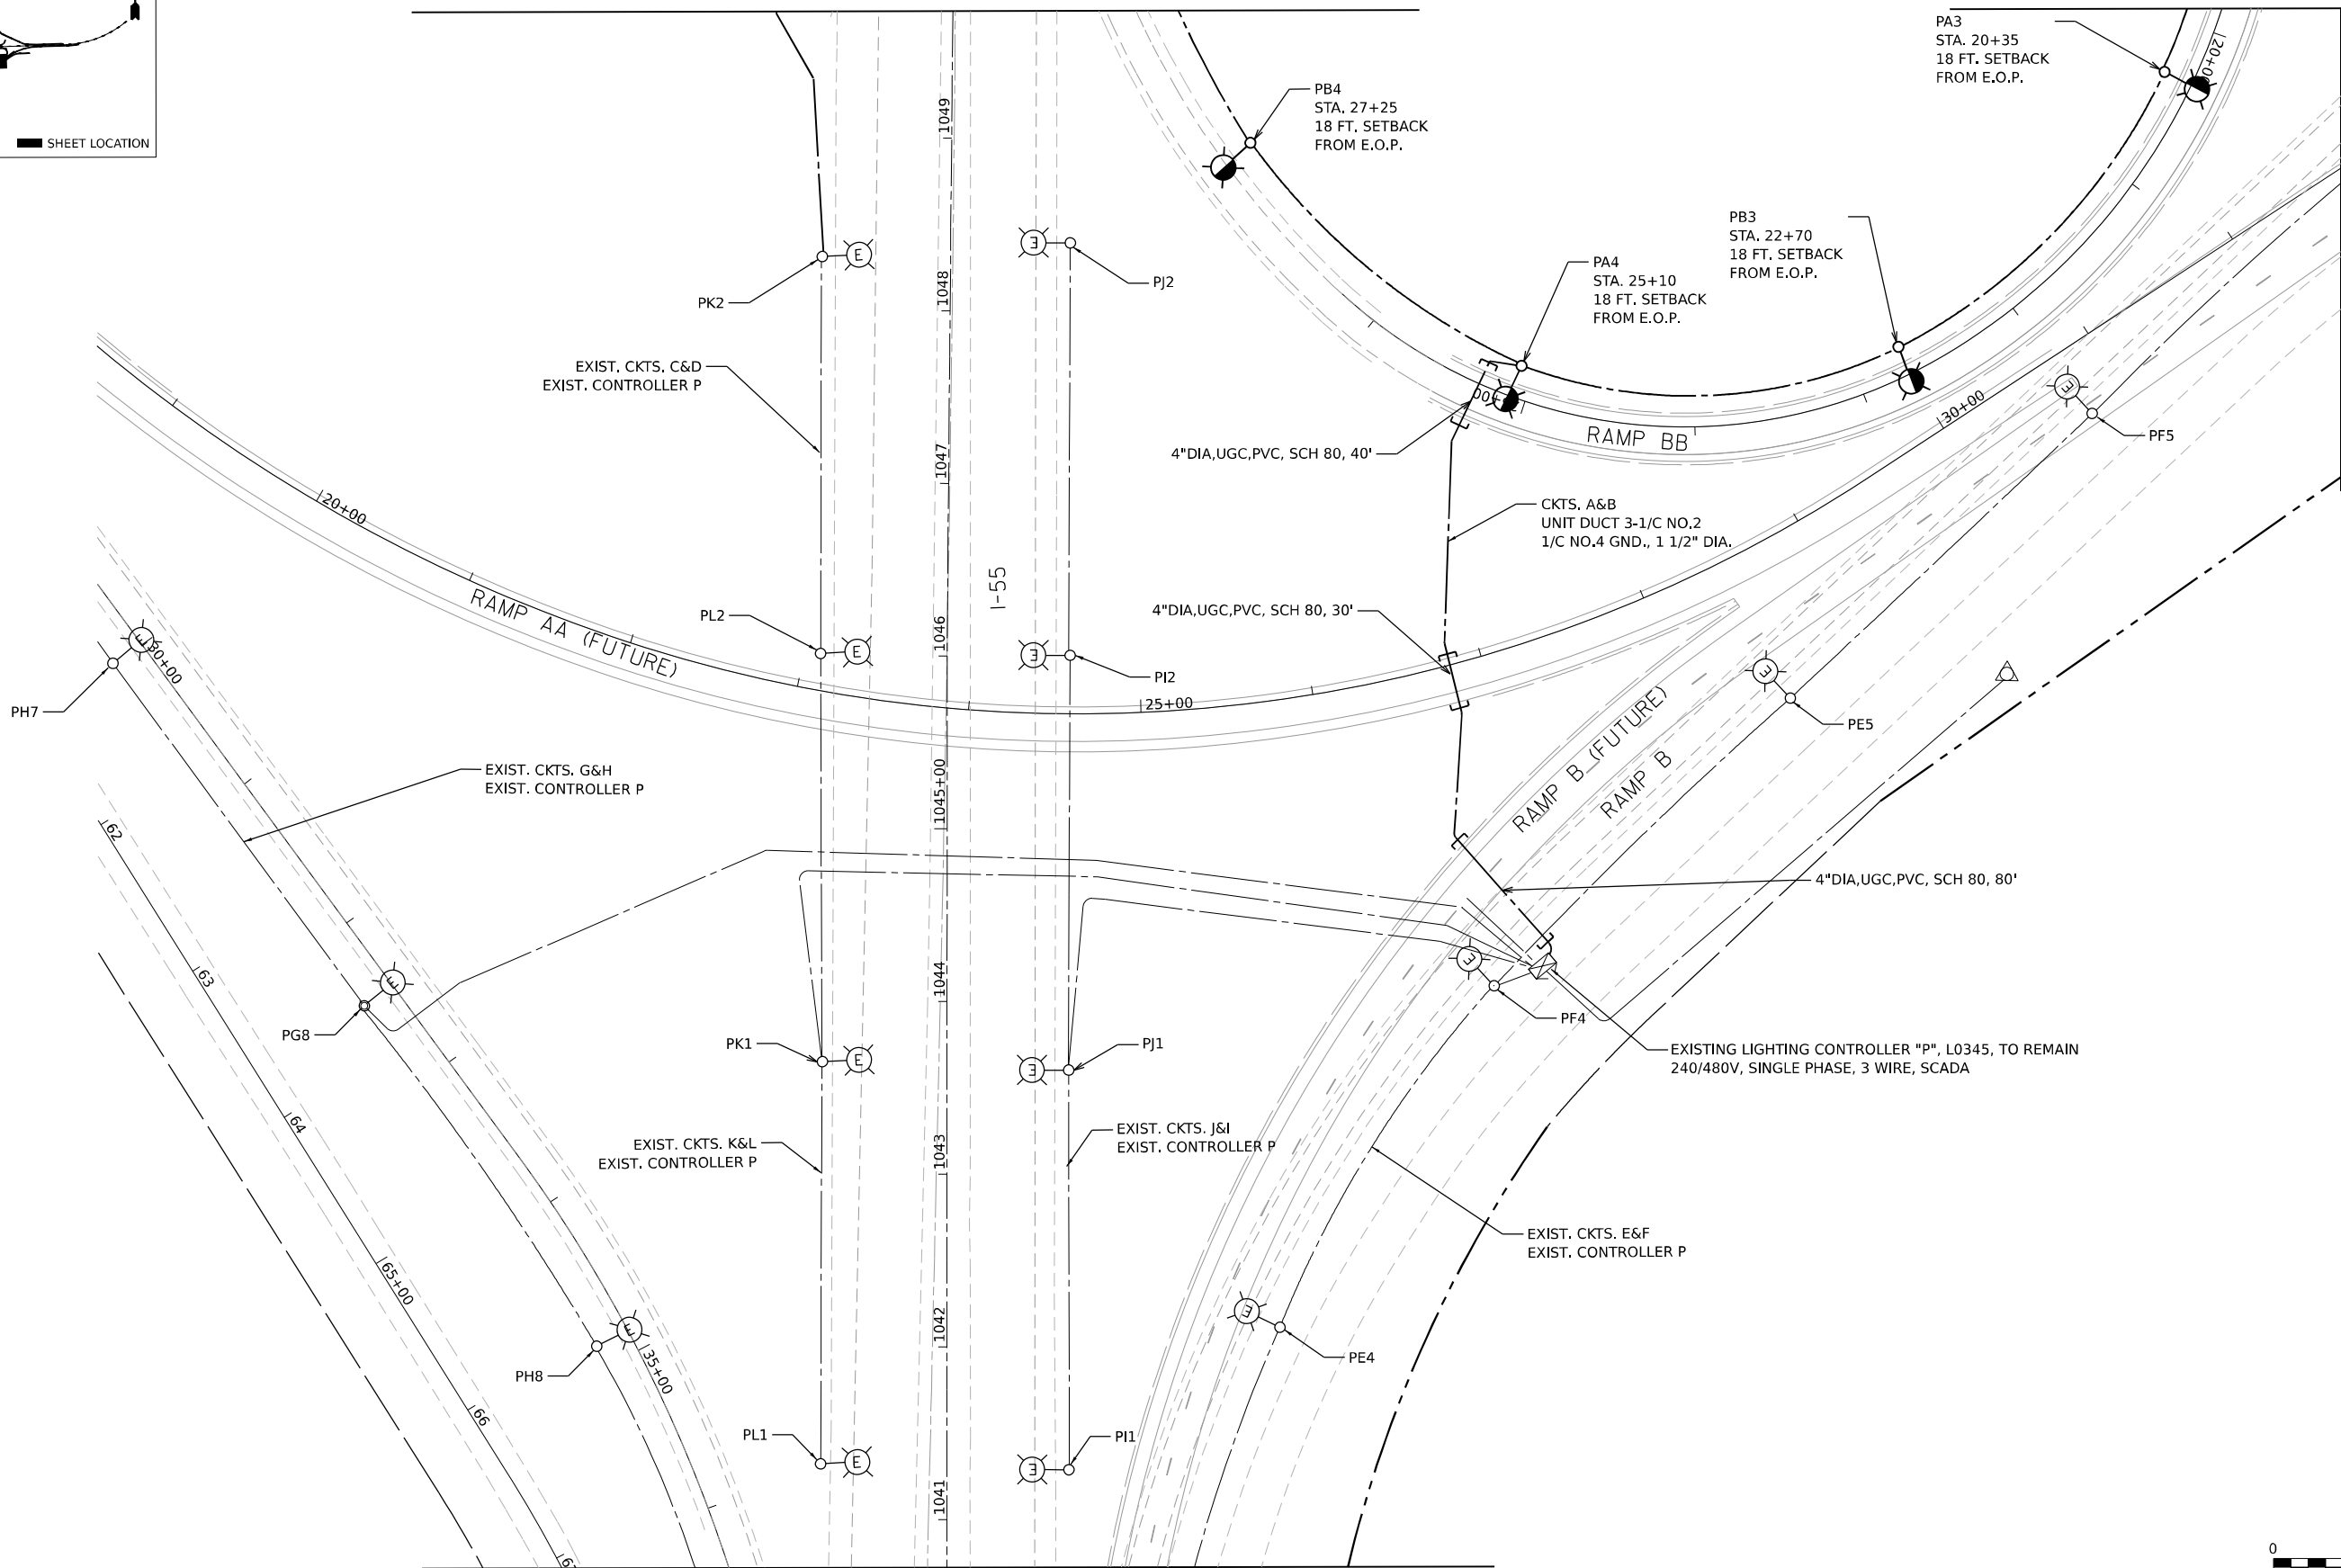 SHEET LOCATION
PA3
STA. 20+35
18 FT. SETBACK
FROM E.O.P.
20+00
PB4
STA. 27+25
18 FT. SETBACK
FROM E.O.P.
1049
PB3
STA. 22+70
18 FT. SETBACK
FROM E.O.P.
PA4
STA. 25+10
18 FT. SETBACK
FROM E.O.P.
E
E
PK2
1048
PJ2
EXIST. CKTS. C&D
EXIST. CONTROLLER P
E
30+00
PF5
RAMP BB
4"DIA,UGC,PVC, SCH 80, 40'
1047
20+00
CKTS. A&B
UNIT DUCT 3-1/C NO.2
1/C NO.4 GND., 1 1/2" DIA.
I-55
RAMP AA (FUTURE)
PL2
E
1046
E
4"DIA,UGC,PVC, SCH 80, 30'
PI2
E
30+00
PH7
25+00
E
PE5
RAMP B (FUTURE)
RAMP B
EXIST. CKTS. G&H
EXIST. CONTROLLER P
1045+00
62
4"DIA,UGC,PVC, SCH 80, 80'
63
E
1044
E
PG8
PF4
PK1
E
E
PJ1
EXISTING LIGHTING CONTROLLER "P", L0345, TO REMAIN
240/480V, SINGLE PHASE, 3 WIRE, SCADA
64
EXIST. CKTS. K&L
EXIST. CONTROLLER P
1043
EXIST. CKTS. J&I
EXIST. CONTROLLER P
EXIST. CKTS. E&F
EXIST. CONTROLLER P
65+00
E
1042
E
PH8
35+00
PE4
66
PL1
E
E
PI1
1041
0